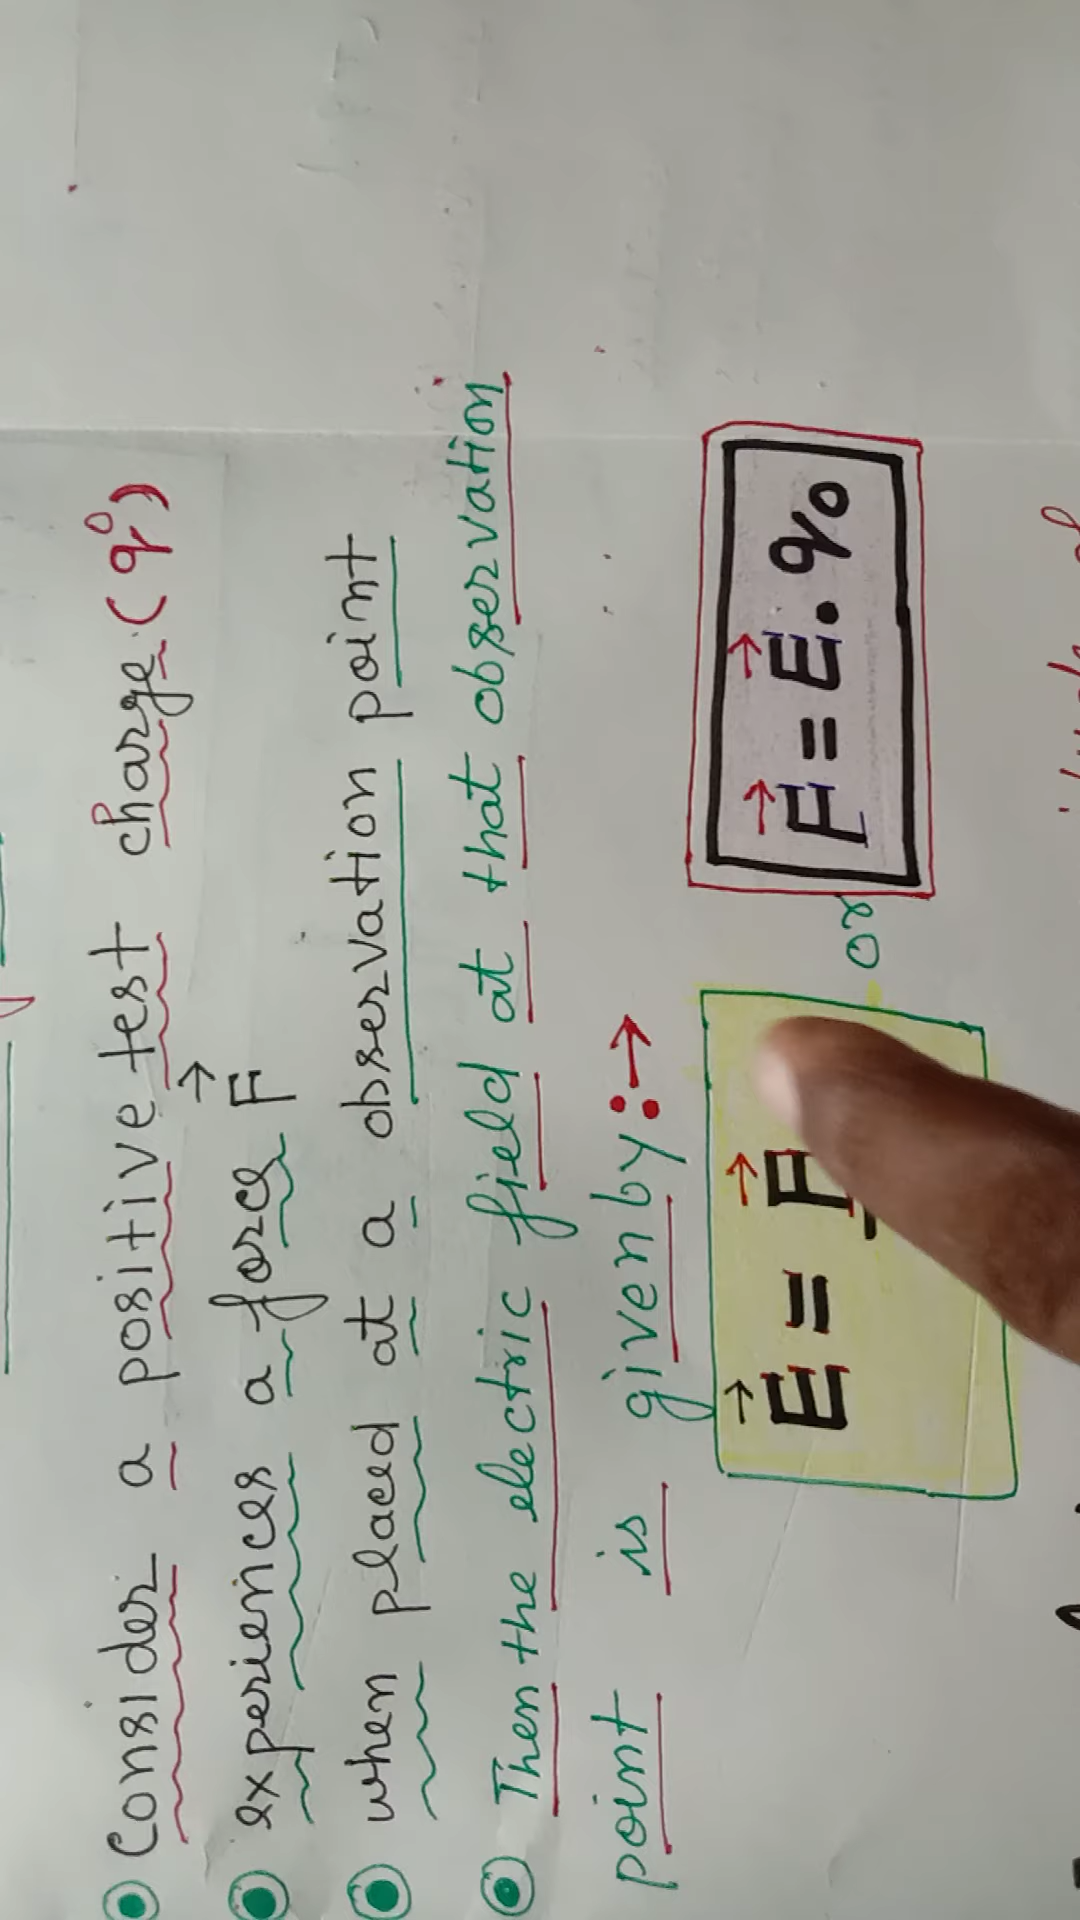 Consider a positive test charge. (q°)
experiences a force F→
when placed at a observation point
Then the electric field at that observation
point is given by :→
E→ = F→
or
F→ = E→ . q₀